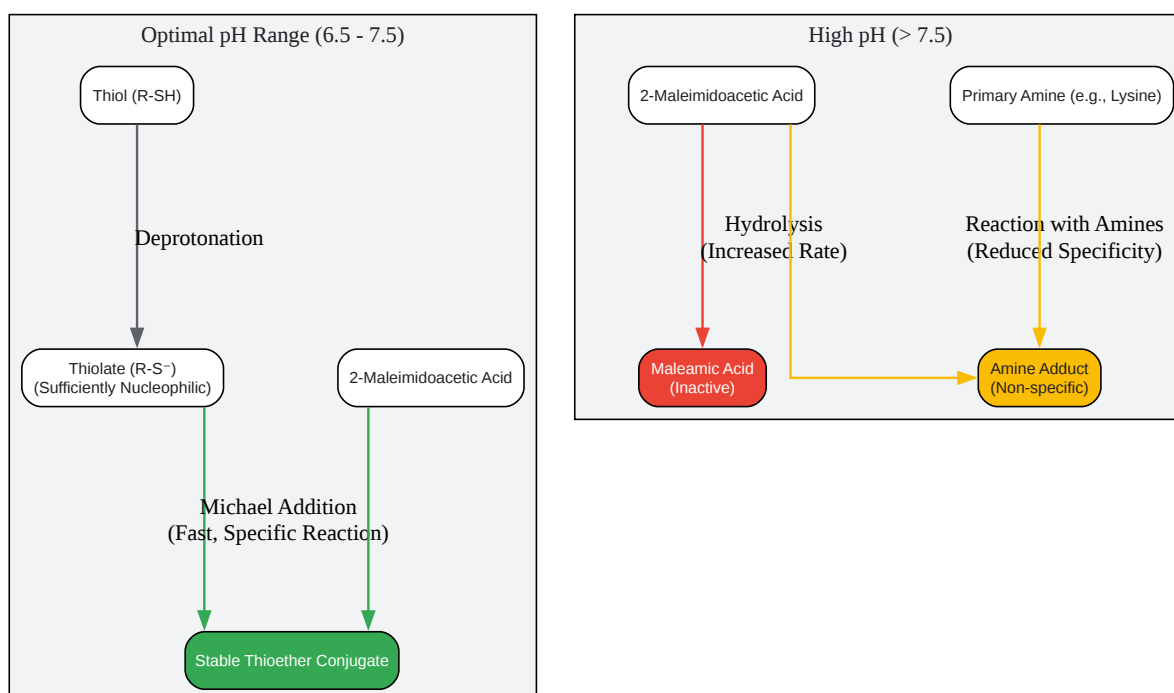 Optimal pH Range (6.5 - 7.5)
Thiol (R-SH)
Deprotonation
Thiolate (R-S⁻)
(Sufficiently Nucleophilic)
2-Maleimidoacetic Acid
Michael Addition
(Fast, Specific Reaction)
Stable Thioether Conjugate
High pH (> 7.5)
2-Maleimidoacetic Acid
Primary Amine (e.g., Lysine)
Hydrolysis
(Increased Rate)
Reaction with Amines
(Reduced Specificity)
Maleamic Acid
(Inactive)
Amine Adduct
(Non-specific)